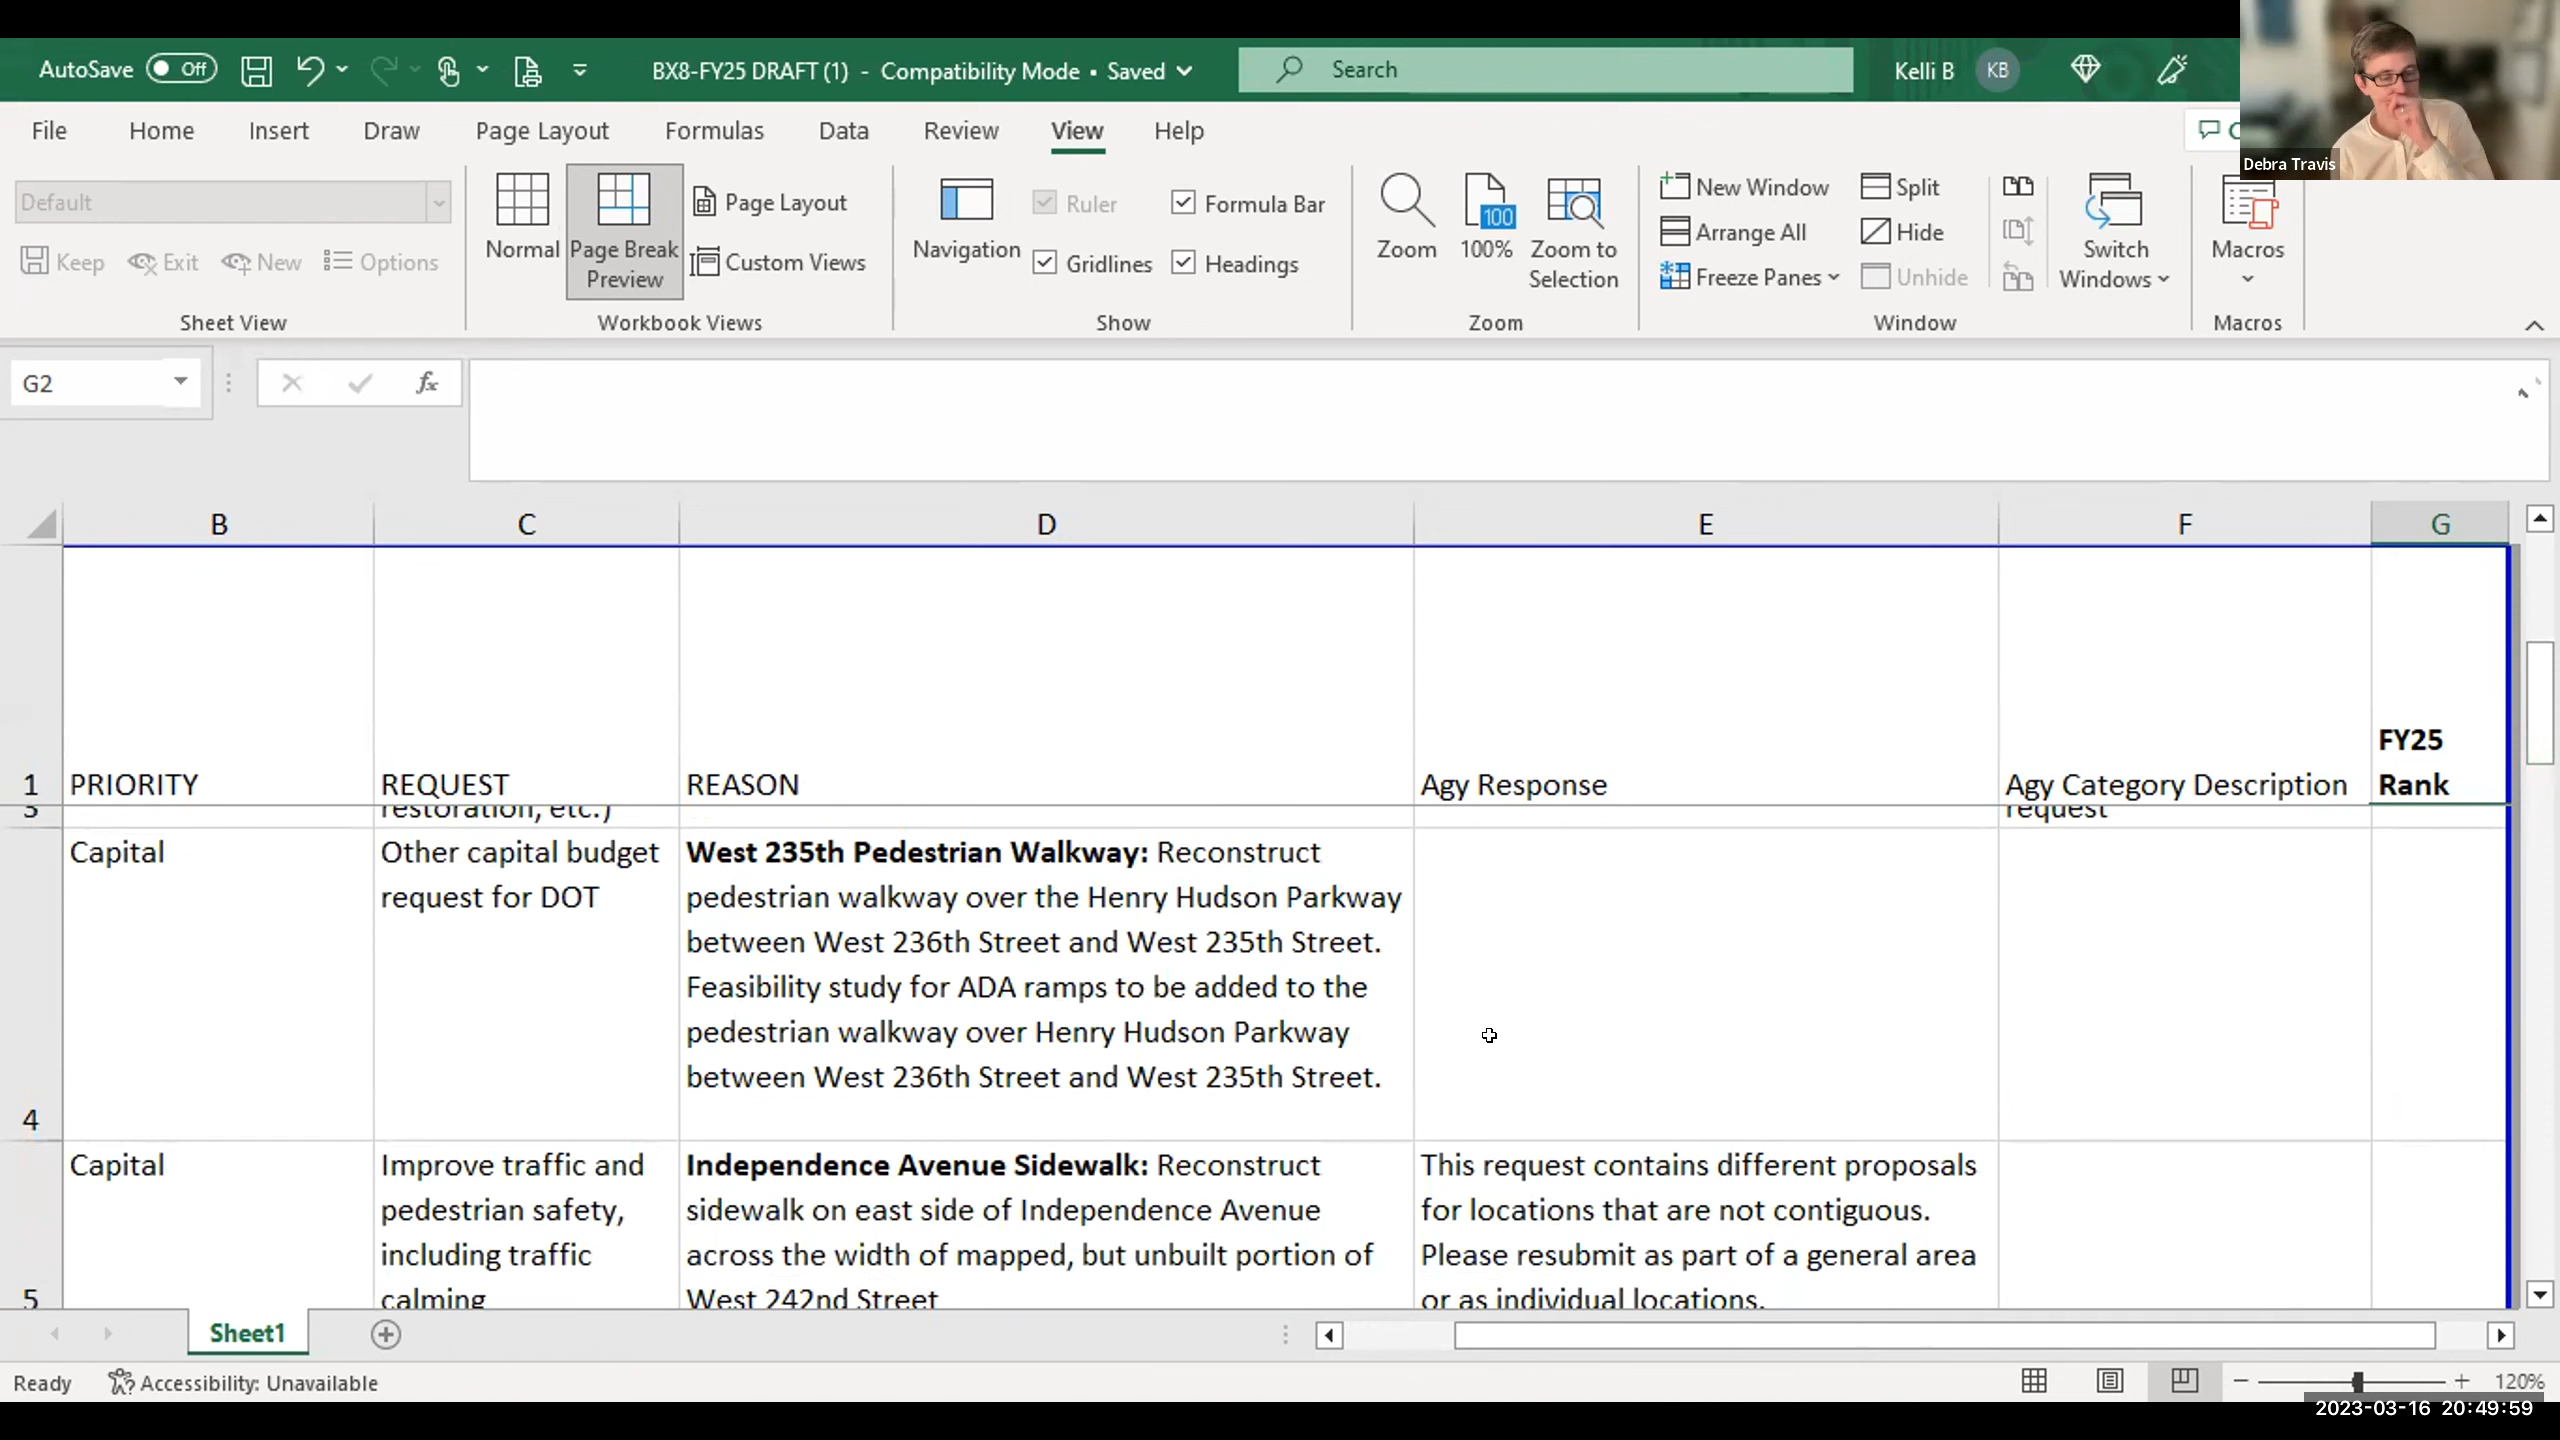 AutoSave Off BX8-FY25 DRAFT (1) - Compatibility Mode • Saved Search Kelli B KB
File Home Insert Draw Page Layout Formulas Data Review View Help
Debra Travis
Default
Keep Exit New Options
Sheet View
Normal
Page Break
Preview
Page Layout
Custom Views
Workbook Views
Navigation
Ruler
Formula Bar
Gridlines
Headings
Show
Zoom
100
100%
Zoom to
Selection
Zoom
New Window
Arrange All
Freeze Panes
Split
Hide
Unhide
Switch
Windows
Window
Macros
Macros
G2
fx
B C D E F G
1 PRIORITY REQUEST REASON Agy Response Agy Category Description
FY25
Rank
3 restoration, etc.) request
4
Capital
Other capital budget
request for DOT
West 235th Pedestrian Walkway: Reconstruct
pedestrian walkway over the Henry Hudson Parkway
between West 236th Street and West 235th Street.
Feasibility study for ADA ramps to be added to the
pedestrian walkway over Henry Hudson Parkway
between West 236th Street and West 235th Street.
5
Capital
Improve traffic and
pedestrian safety,
including traffic
calming
Independence Avenue Sidewalk: Reconstruct
sidewalk on east side of Independence Avenue
across the width of mapped, but unbuilt portion of
West 242nd Street
This request contains different proposals
for locations that are not contiguous.
Please resubmit as part of a general area
or as individual locations.
Sheet1
Ready Accessibility: Unavailable 120%
2023-03-16 20:49:59